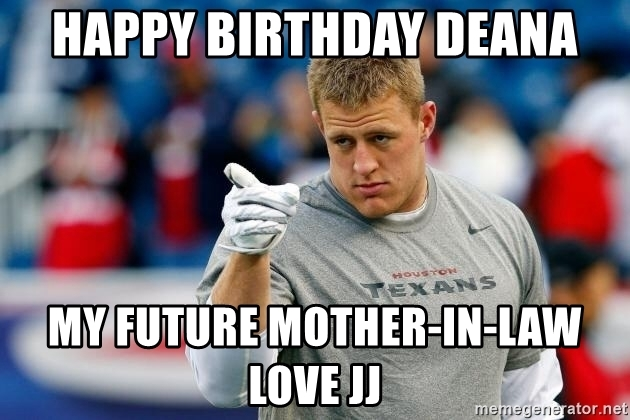 HAPPY BIRTHDAY DEANA
HOUSTON
TEXANS
MY FUTURE MOTHER-IN-LAW
LOVE JJ
memegenerator.net